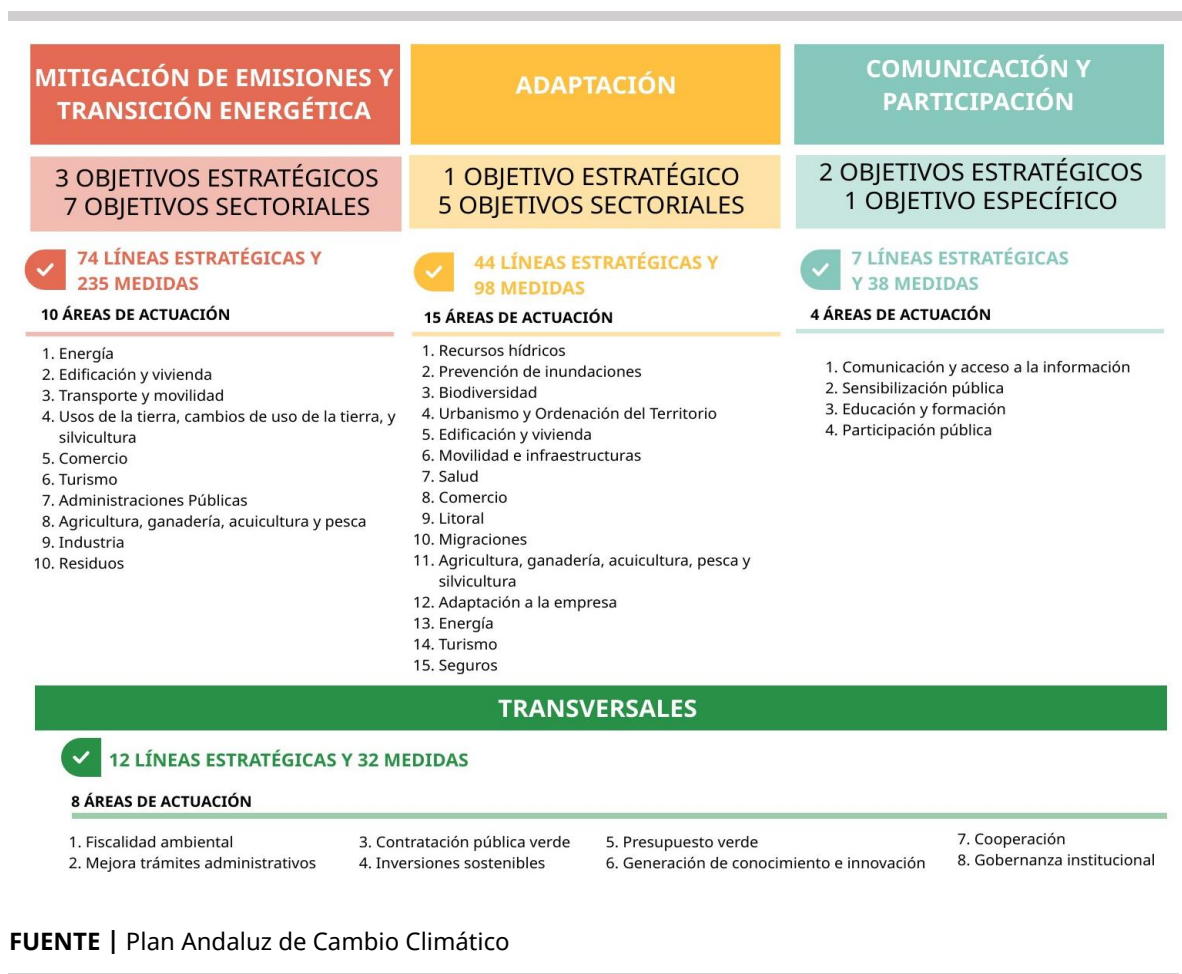 MITIGACIÓN DE EMISIONES Y
TRANSICIÓN ENERGÉTICA
3 OBJETIVOS ESTRATÉGICOS
7 OBJETIVOS SECTORIALES
74 LÍNEAS ESTRATÉGICAS Y
235 MEDIDAS
10 ÁREAS DE ACTUACIÓN
1. Energía
2. Edificación y vivienda
3. Transporte y movilidad
4. Usos de la tierra, cambios de uso de la tierra, y
silvicultura
5. Comercio
6. Turismo
7. Administraciones Públicas
8. Agricultura, ganadería, acuicultura y pesca
9. Industria
10. Residuos
ADAPTACIÓN
1 OBJETIVO ESTRATÉGICO
5 OBJETIVOS SECTORIALES
44 LÍNEAS ESTRATÉGICAS Y
98 MEDIDAS
15 ÁREAS DE ACTUACIÓN
1. Recursos hídricos
2. Prevención de inundaciones
3. Biodiversidad
4. Urbanismo y Ordenación del Territorio
5. Edificación y vivienda
6. Movilidad e infraestructuras
7. Salud
8. Comercio
9. Litoral
10. Migraciones
11. Agricultura, ganadería, acuicultura, pesca y
silvicultura
12. Adaptación a la empresa
13. Energía
14. Turismo
15. Seguros
COMUNICACIÓN Y
PARTICIPACIÓN
2 OBJETIVOS ESTRATÉGICOS
1 OBJETIVO ESPECÍFICO
7 LÍNEAS ESTRATÉGICAS
Y 38 MEDIDAS
4 ÁREAS DE ACTUACIÓN
1. Comunicación y acceso a la información
2. Sensibilización pública
3. Educación y formación
4. Participación pública
TRANSVERSALES
12 LÍNEAS ESTRATÉGICAS Y 32 MEDIDAS
8 ÁREAS DE ACTUACIÓN
1. Fiscalidad ambiental
2. Mejora trámites administrativos
3. Contratación pública verde
4. Inversiones sostenibles
5. Presupuesto verde
6. Generación de conocimiento e innovación
7. Cooperación
8. Gobernanza institucional
FUENTE | Plan Andaluz de Cambio Climático